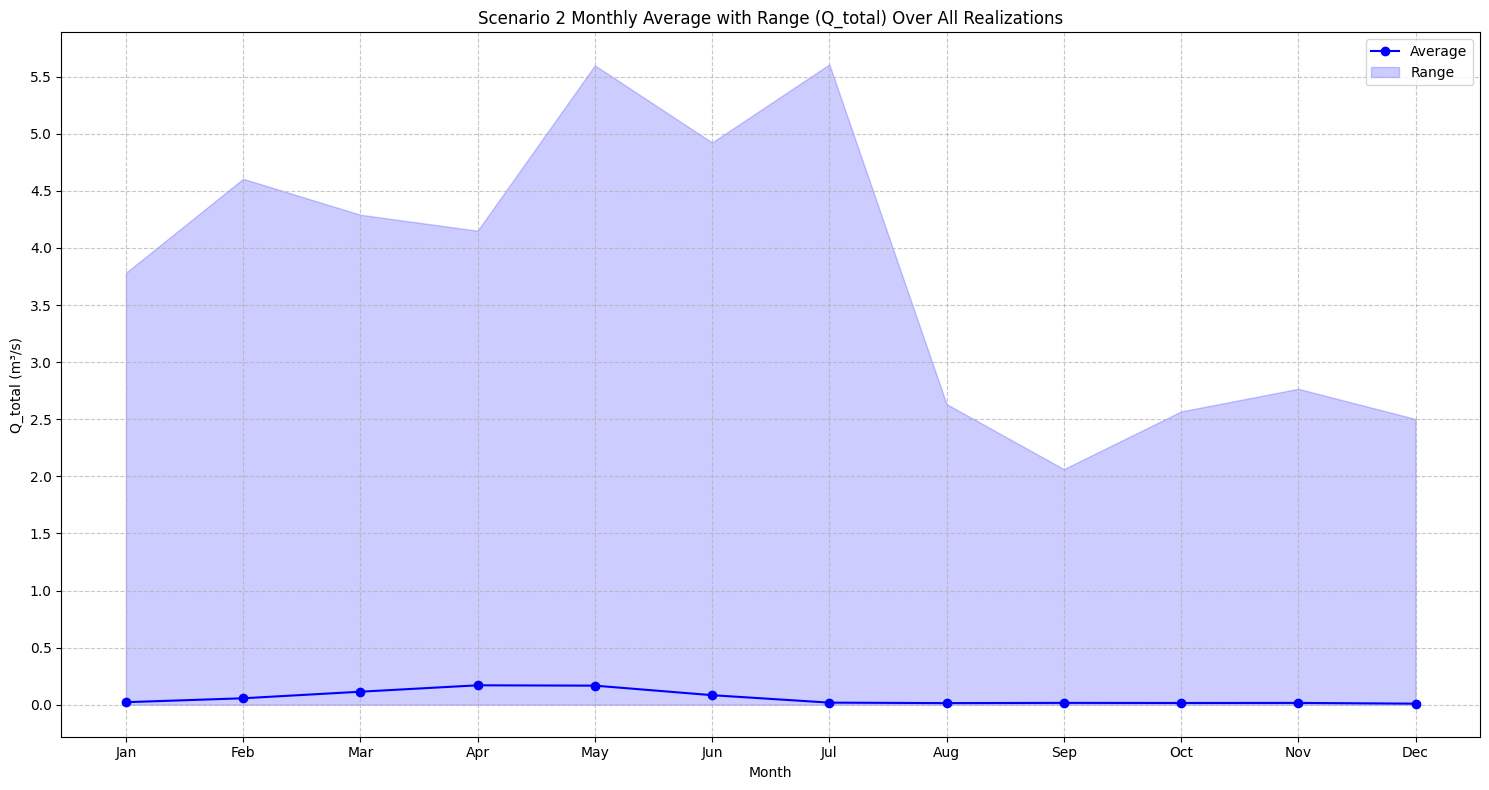 Scenario 2 Monthly Average with Range (Q_total) Over All Realizations
Average
Range
Q_total (m³/s)
5.5
5.0
4.5
4.0
3.5
3.0
2.5
2.0
1.5
1.0
0.5
0.0
Jan Feb Mar Apr May Jun Jul Aug Sep Oct Nov Dec
Month